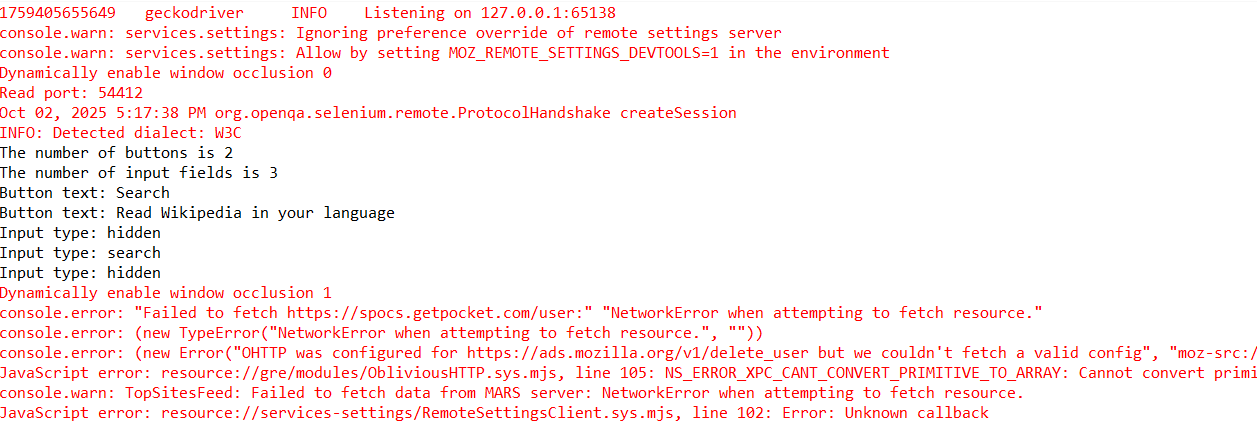 1759405655649   geckodriver     INFO    Listening on 127.0.0.1:65138
console.warn: services.settings: Ignoring preference override of remote settings server
console.warn: services.settings: Allow by setting MOZ_REMOTE_SETTINGS_DEVTOOLS=1 in the environment
Dynamically enable window occlusion 0
Read port: 54412
Oct 02, 2025 5:17:38 PM org.openqa.selenium.remote.ProtocolHandshake createSession
INFO: Detected dialect: W3C
The number of buttons is 2
The number of input fields is 3
Button text: Search
Button text: Read Wikipedia in your language
Input type: hidden
Input type: search
Input type: hidden
Dynamically enable window occlusion 1
console.error: "Failed to fetch https://spocs.getpocket.com/user:" "NetworkError when attempting to fetch resource."
console.error: (new TypeError("NetworkError when attempting to fetch resource.", ""))
console.error: (new Error("OHTTP was configured for https://ads.mozilla.org/v1/delete_user but we couldn't fetch a valid config", "moz-src:/
JavaScript error: resource://gre/modules/ObliviousHTTP.sys.mjs, line 105: NS_ERROR_XPC_CANT_CONVERT_PRIMITIVE_TO_ARRAY: Cannot convert primi
console.warn: TopSitesFeed: Failed to fetch data from MARS server: NetworkError when attempting to fetch resource.
JavaScript error: resource://services-settings/RemoteSettingsClient.sys.mjs, line 102: Error: Unknown callback